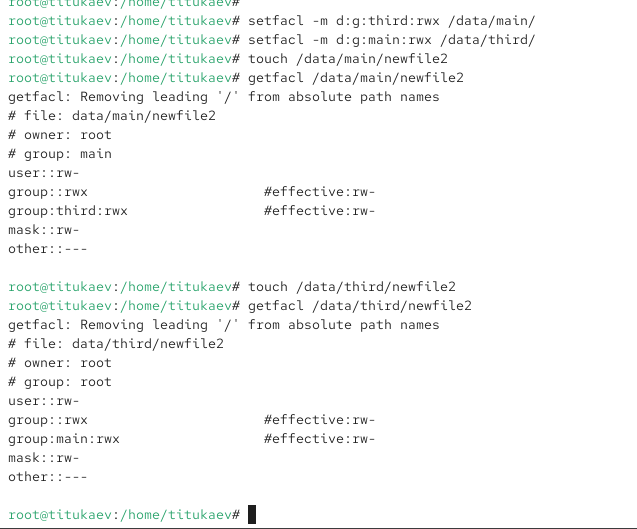 root@titukaev:/home/titukaev#
root@titukaev:/home/titukaev# setfacl -m d:g:third:rwx /data/main/
root@titukaev:/home/titukaev# setfacl -m d:g:main:rwx /data/third/
root@titukaev:/home/titukaev# touch /data/main/newfile2
root@titukaev:/home/titukaev# getfacl /data/main/newfile2
getfacl: Removing leading '/' from absolute path names
# file: data/main/newfile2
# owner: root
# group: main
user::rw-
group::rwx                      #effective:rw-
group:third:rwx                 #effective:rw-
mask::rw-
other::---

root@titukaev:/home/titukaev# touch /data/third/newfile2
root@titukaev:/home/titukaev# getfacl /data/third/newfile2
getfacl: Removing leading '/' from absolute path names
# file: data/third/newfile2
# owner: root
# group: root
user::rw-
group::rwx                      #effective:rw-
group:main:rwx                  #effective:rw-
mask::rw-
other::---

root@titukaev:/home/titukaev#